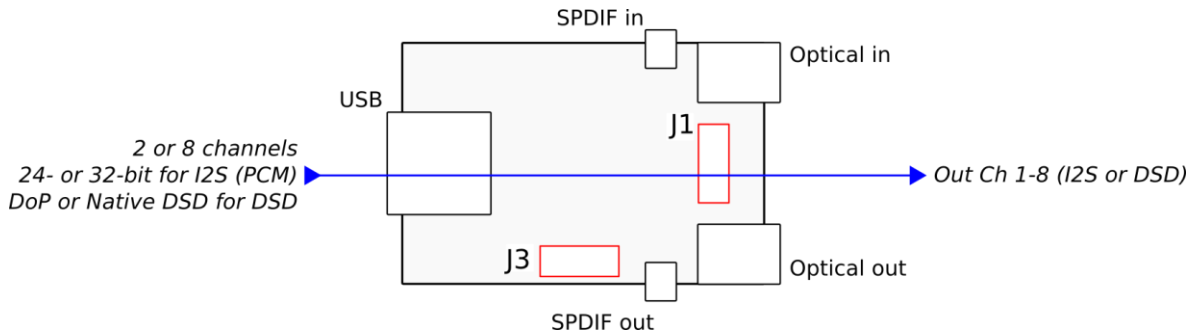 SPDIF in
Optical in
USB
J1
2 or 8 channels
24- or 32-bit for I2S (PCM)
DoP or Native DSD for DSD
Out Ch 1-8 (I2S or DSD)
J3
Optical out
SPDIF out